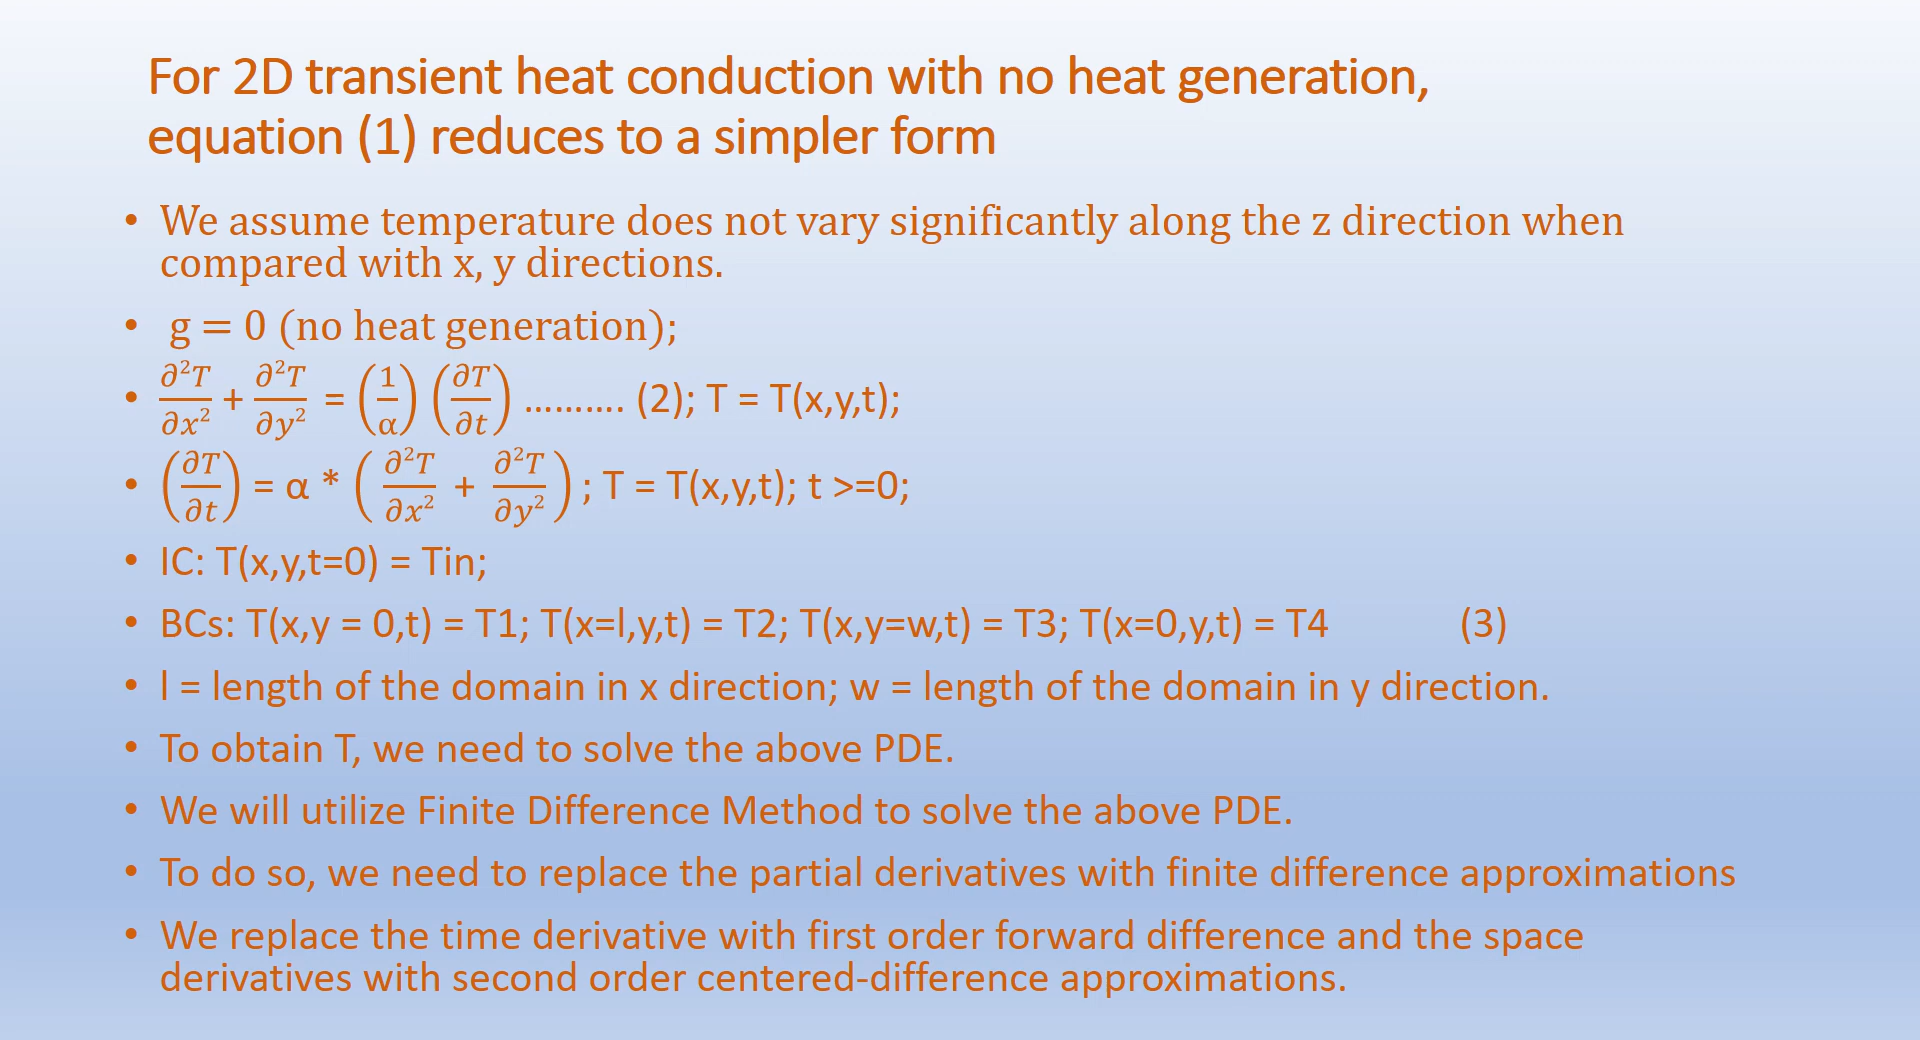 For 2D transient heat conduction with no heat generation,
equation (1) reduces to a simpler form
• We assume temperature does not vary significantly along the z direction when
compared with x, y directions.
• g = 0 (no heat generation);
• ∂²T/∂x² + ∂²T/∂y² = (1/α) (∂T/∂t) .......... (2); T = T(x,y,t);
• (∂T/∂t) = α * ( ∂²T/∂x² + ∂²T/∂y² ) ; T = T(x,y,t); t >=0;
• IC: T(x,y,t=0) = Tin;
• BCs: T(x,y = 0,t) = T1; T(x=l,y,t) = T2; T(x,y=w,t) = T3; T(x=0,y,t) = T4 (3)
• l = length of the domain in x direction; w = length of the domain in y direction.
• To obtain T, we need to solve the above PDE.
• We will utilize Finite Difference Method to solve the above PDE.
• To do so, we need to replace the partial derivatives with finite difference approximations
• We replace the time derivative with first order forward difference and the space
derivatives with second order centered-difference approximations.